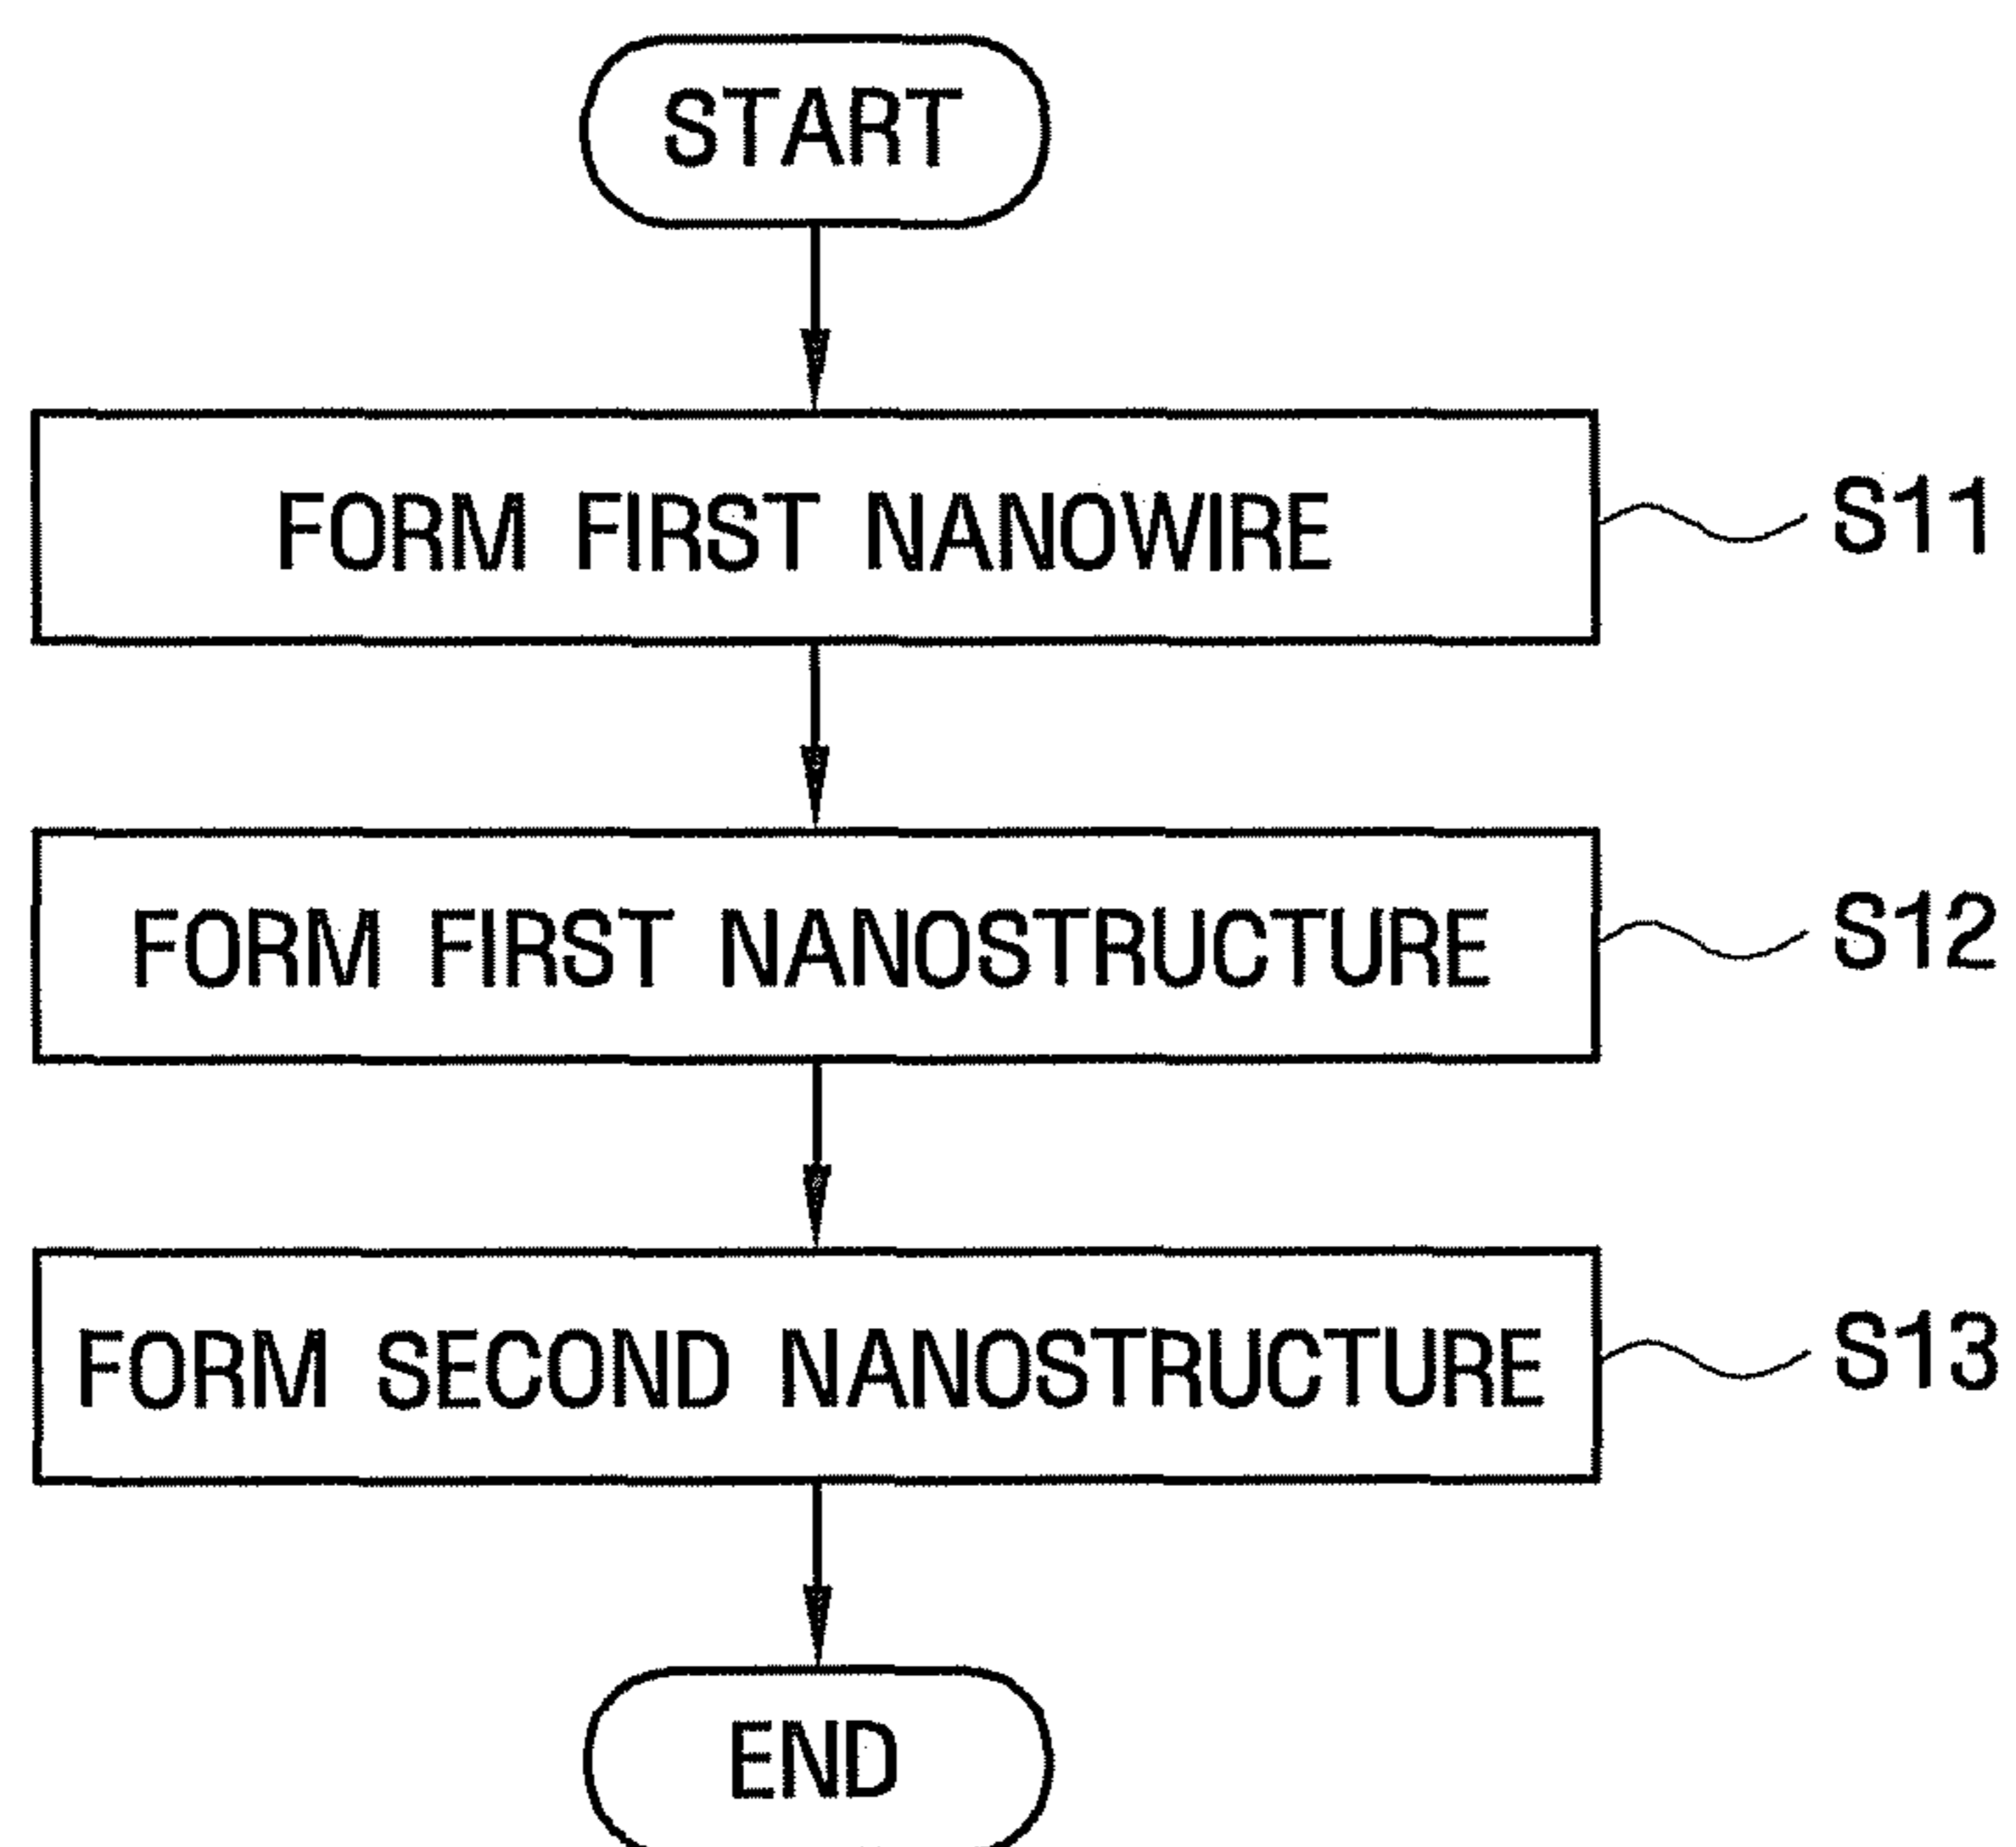 START
FORM FIRST NANOWIRE
S11
FORM FIRST NANOSTRUCTURE
S12
FORM SECOND NANOSTRUCTURE
S13
END